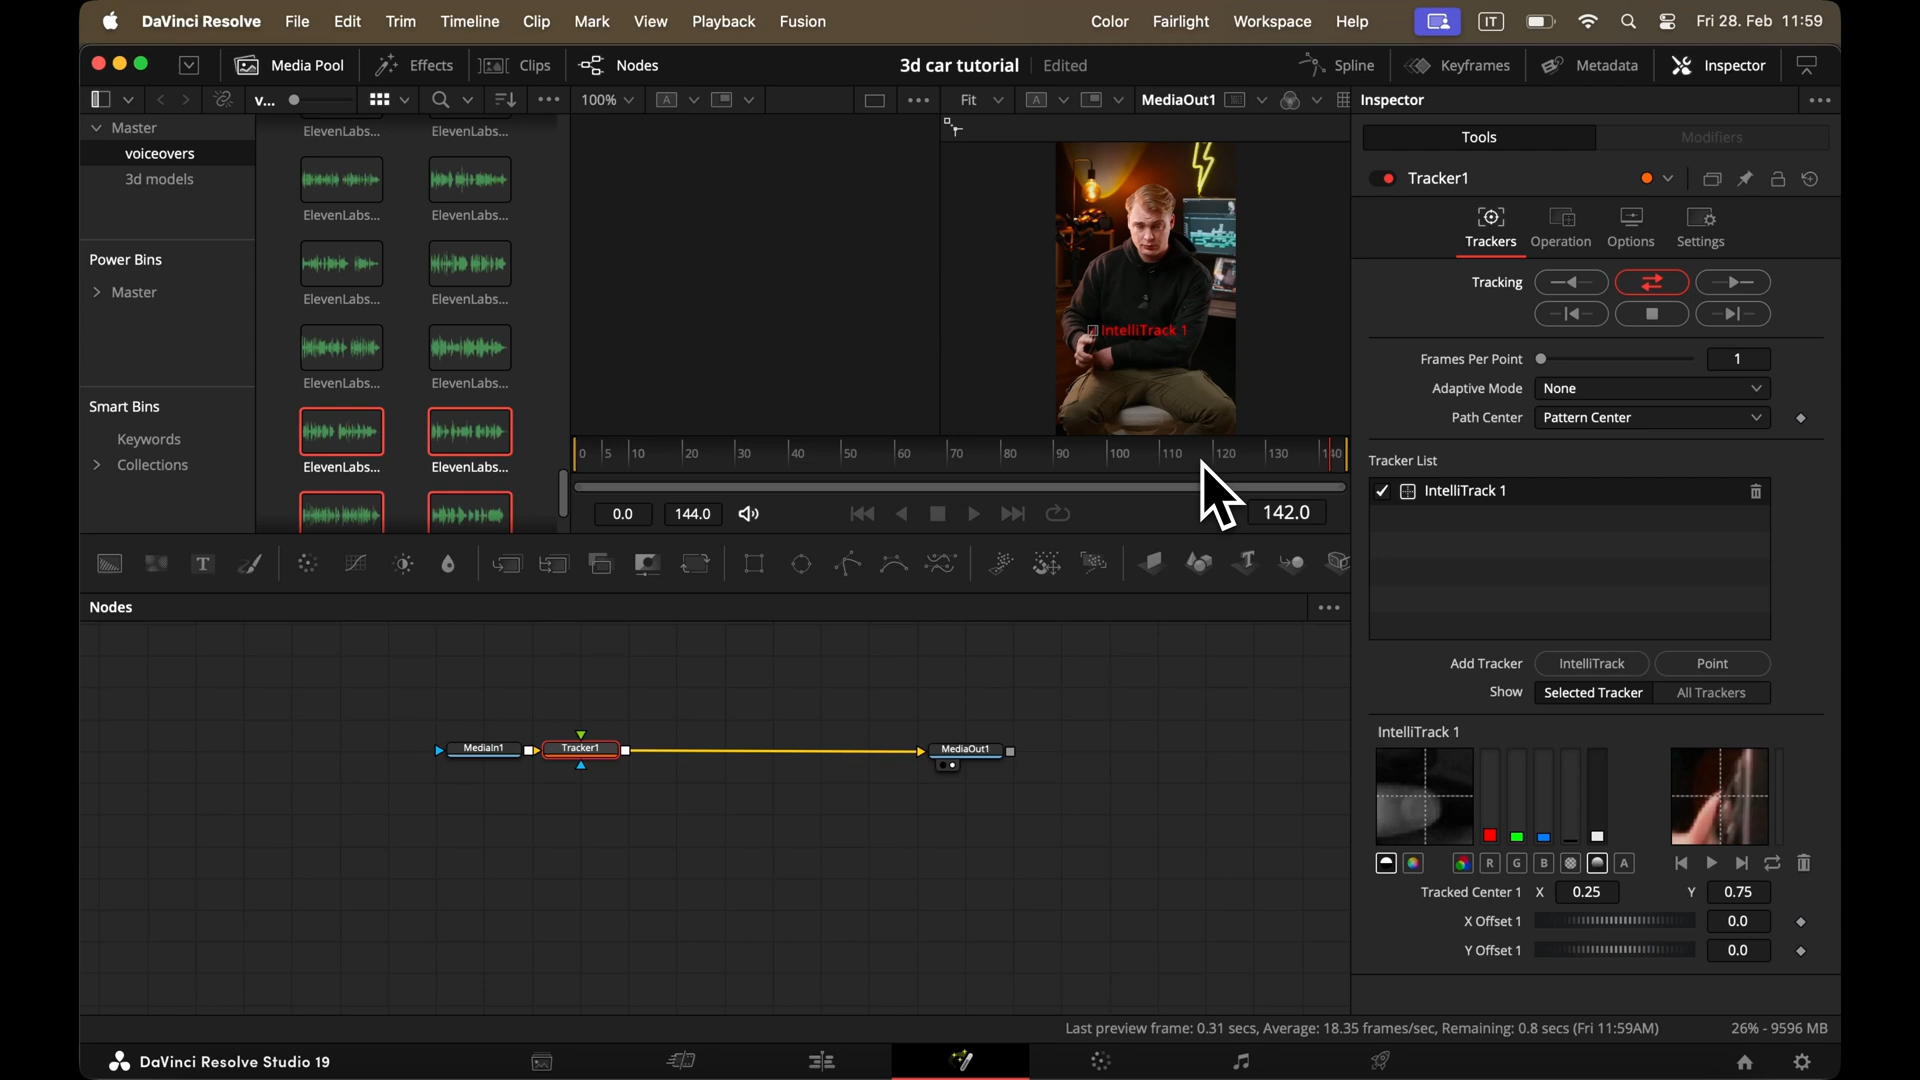 DaVinci Resolve File Edit Trim Timeline Clip Mark View Playback Fusion Color Fairlight Workspace Help IT Fri 28. Feb 11:59
Media Pool Effects Clips Nodes 3d car tutorial Edited Spline Keyframes Metadata Inspector
v... 100% A Fit A MediaOut1 Inspector
Master
voiceovers
3d models
Power Bins
Master
Smart Bins
Keywords
Collections
ElevenLabs... ElevenLabs...
ElevenLabs... ElevenLabs...
ElevenLabs... ElevenLabs...
ElevenLabs... ElevenLabs...
ElevenLabs... ElevenLabs...
IntelliTrack 1
0 5 10 20 30 40 50 60 70 80 90 100 110 120 130 140
0.0 144.0 142.0
T T
Nodes
MediaIn1 Tracker1 MediaOut1
Tools Modifiers
Tracker1
Trackers Operation Options Settings
Tracking
Frames Per Point 1
Adaptive Mode None
Path Center Pattern Center
Tracker List
IntelliTrack 1
Add Tracker IntelliTrack Point
Show Selected Tracker All Trackers
IntelliTrack 1
R G B A
Tracked Center 1 X 0.25 Y 0.75
X Offset 1 0.0
Y Offset 1 0.0
Last preview frame: 0.31 secs, Average: 18.35 frames/sec, Remaining: 0.8 secs (Fri 11:59AM) 26% - 9596 MB
DaVinci Resolve Studio 19